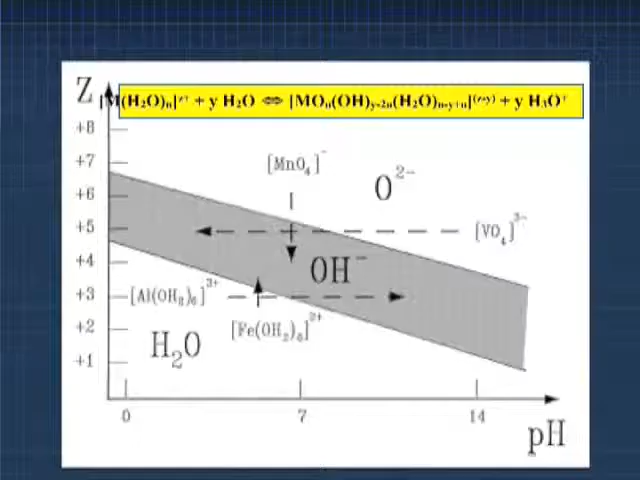 Z
[M(H₂O)ₙ]ᶻ⁺ + y H₂O ⇔ [MOₙ(OH)y-2n(H₂O)n-y+n]⁽ᶻ⁻ʸ⁾ + y H₃O⁺
+8
+7
[MnO₄]⁻
O²⁻
+6
+5
[VO₄]³⁻
+4
OH⁻
+3
[Al(OH₂)₆]³⁺
+2
H₂O
[Fe(OH₂)₆]²⁺
+1
0
7
14
pH